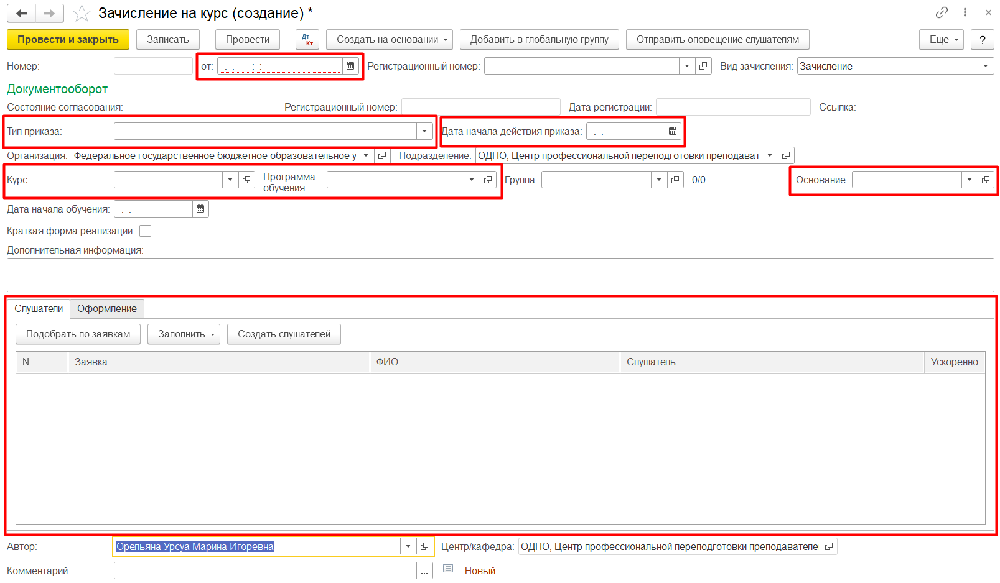 Зачисление на курс (создание) *
Провести и закрыть Записать Провести Дт Кт Создать на основании Добавить в глобальную группу Отправить оповещение слушателям Еще ?
Номер: от: . . : : Регистрационный номер: Вид зачисления: Зачисление
Документооборот
Состояние согласования: Регистрационный номер: Дата регистрации: Ссылка:
Тип приказа: Дата начала действия приказа: . .
Организация: Федеральное государственное бюджетное образовательное у Подразделение: ОДПО, Центр профессиональной переподготовки преподават
Курс: Программа обучения: Группа: 0/0 Основание:
Дата начала обучения: . .
Краткая форма реализации:
Дополнительная информация:
Слушатели Оформление
Подобрать по заявкам Заполнить Создать слушателей
N Заявка ФИО Слушатель Ускоренно
Автор: Орельяна Урсуа Марина Игоревна Центр/кафедра: ОДПО, Центр профессиональной переподготовки преподавателе
Комментарий: ... Новый